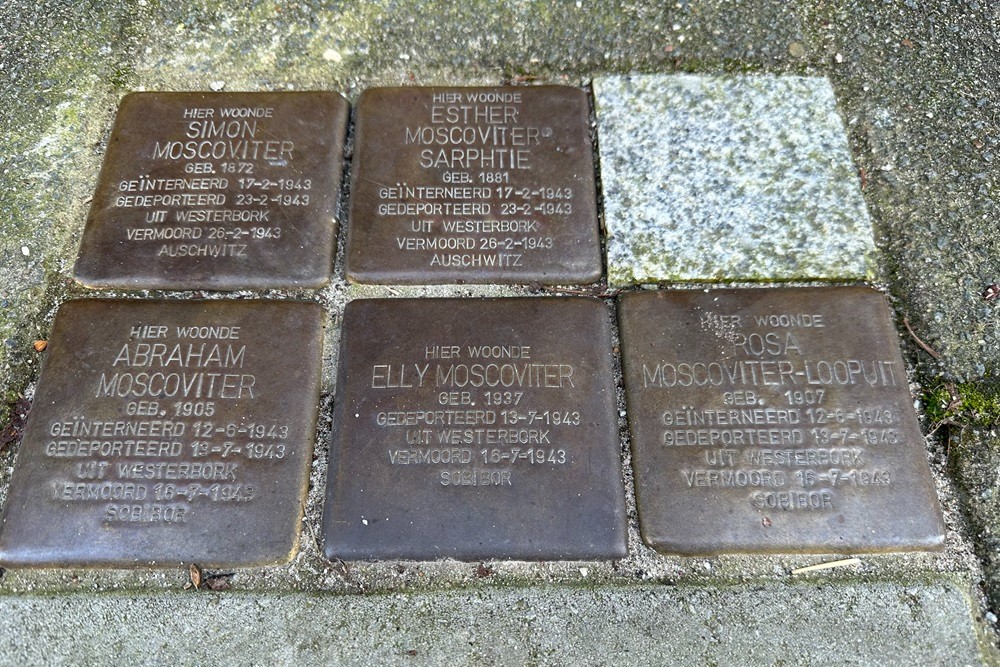 HIER WOONDE
SIMON
MOSCOVITER
GEB. 1872
GEÏNTERNEERD 17-2-1943
GEDEPORTEERD 23-2-1943
UIT WESTERBORK
VERMOORD 26-2-1943
AUSCHWITZ
HIER WOONDE
ESTHER
MOSCOVITER-
SARPHTIE
GEB. 1881
GEÏNTERNEERD 17-2-1943
GEDEPORTEERD 23-2-1943
UIT WESTERBORK
VERMOORD 26-2-1943
AUSCHWITZ
HIER WOONDE
ABRAHAM
MOSCOVITER
GEB. 1905
GEÏNTERNEERD 12-6-1943
GEDEPORTEERD 13-7-1943
UIT WESTERBORK
VERMOORD 16-7-1943
SOBIBOR
HIER WOONDE
ELLY MOSCOVITER
GEB. 1937
GEDEPORTEERD 13-7-1943
UIT WESTERBORK
VERMOORD 16-7-1943
SOBIBOR
HIER WOONDE
ROSA
MOSCOVITER-LOOPUIT
GEB. 1907
GEÏNTERNEERD 12-6-1943
GEDEPORTEERD 13-7-1943
UIT WESTERBORK
VERMOORD 16-7-1943
SOBIBOR